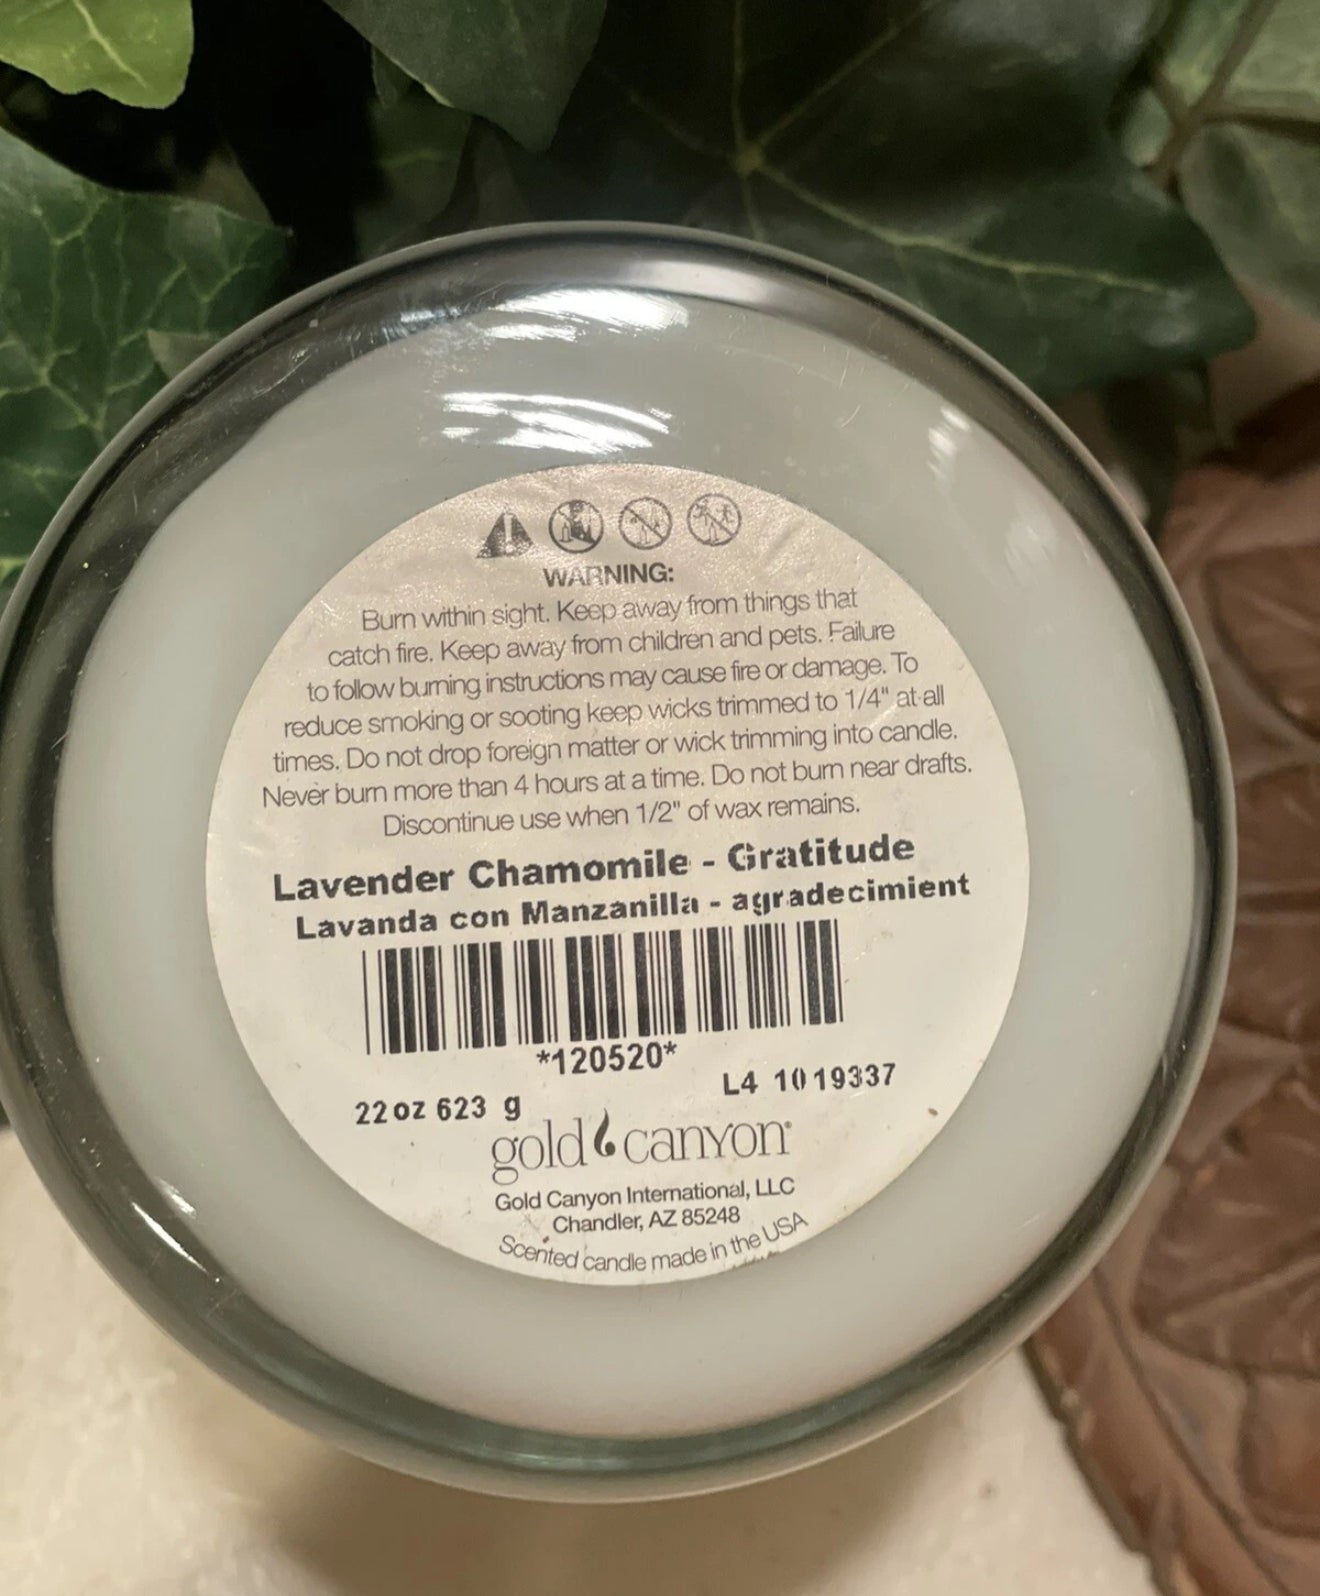 WARNING:
Burn within sight. Keep away from things that
catch fire. Keep away from children and pets. Failure
to follow burning instructions may cause fire or damage. To
reduce smoking or sooting keep wicks trimmed to 1/4" at all
times. Do not drop foreign matter or wick trimming into candle.
Never burn more than 4 hours at a time. Do not burn near drafts.
Discontinue use when 1/2" of wax remains.
Lavender Chamomile - Gratitude
Lavanda con Manzanilla - agradecimient
*120520*
L4 1019337
22oz 623 g
gold canyon®
Gold Canyon International, LLC
Chandler, AZ 85248
Scented candle made in the USA